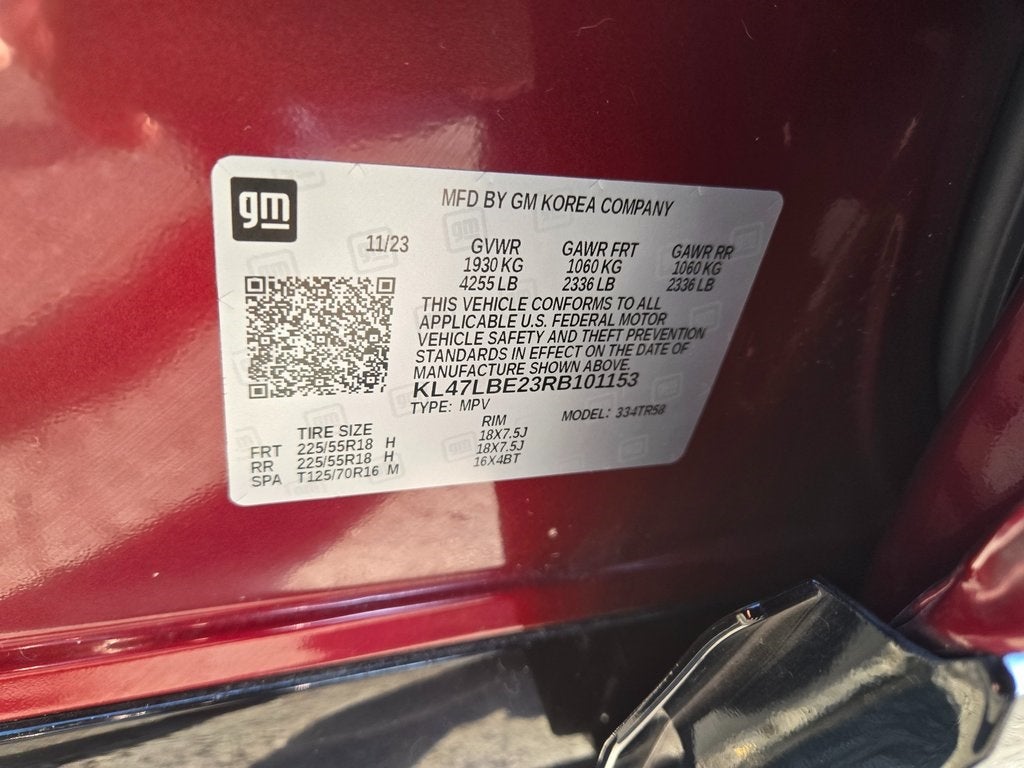 gm
MFD BY GM KOREA COMPANY
11/23 GVWR GAWR FRT GAWR RR
1930 KG 1060 KG 1060 KG
4255 LB 2336 LB 2336 LB
THIS VEHICLE CONFORMS TO ALL
APPLICABLE U.S. FEDERAL MOTOR
VEHICLE SAFETY AND THEFT PREVENTION
STANDARDS IN EFFECT ON THE DATE OF
MANUFACTURE SHOWN ABOVE.
KL47LBE23RB101153
TYPE: MPV MODEL: 334TR58
TIRE SIZE RIM
FRT 225/55R18 H 18X7.5J
RR 225/55R18 H 18X7.5J
SPA T125/70R16 M 16X4BT